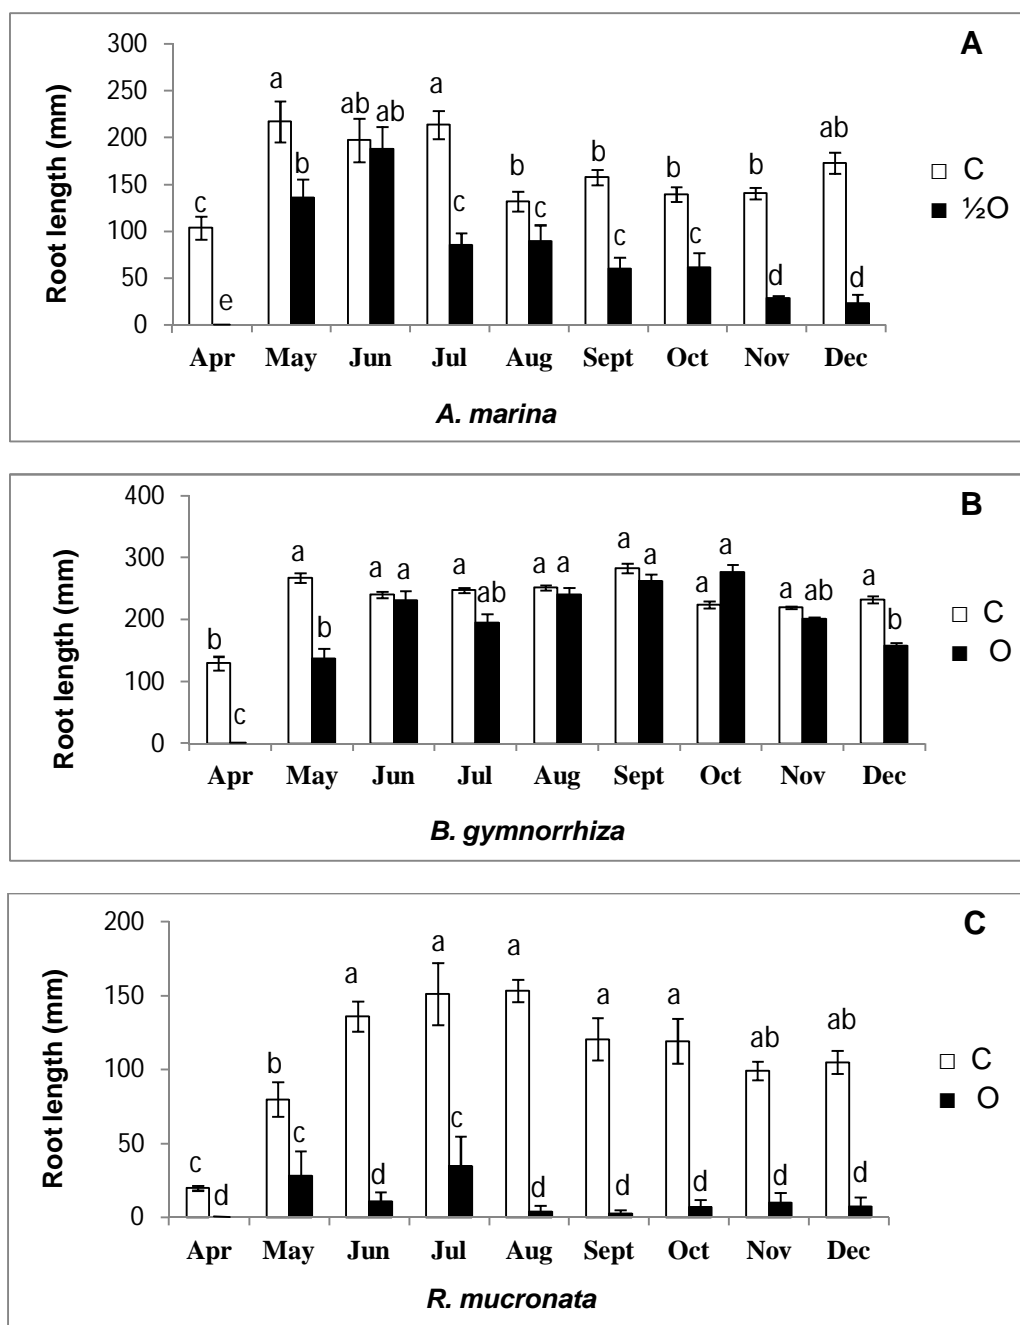 A
Root length (mm)
300
250
200
150
100
50
0
c e a b ab ab a c b c b c b c b d ab d
C
½O
Apr May Jun Jul Aug Sept Oct Nov Dec
A. marina
B
Root length (mm)
400
300
200
100
0
b c a b a a a ab a a a a a a a ab a b
C
O
Apr May Jun Jul Aug Sept Oct Nov Dec
B. gymnorrhiza
C
Root length (mm)
200
150
100
50
0
c d b c a d a c a d a d a d ab d ab d
C
O
Apr May Jun Jul Aug Sept Oct Nov Dec
R. mucronata